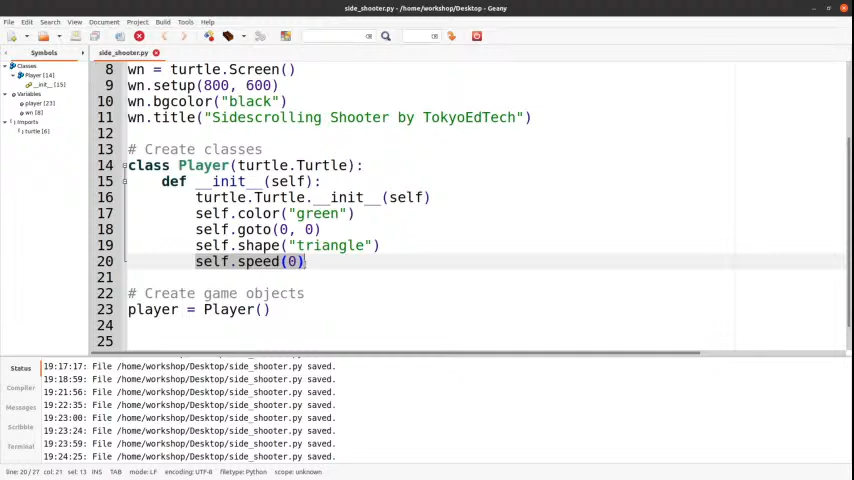 side_shooter.py - /home/workshop/Desktop - Geany
File Edit Search View Document Project Build Tools Help
Symbols side_shooter.py
Classes
Player [14]
__init__ [15]
Variables
player [23]
wn [8]
Imports
turtle [6]
8 wn = turtle.Screen()
9 wn.setup(800, 600)
10 wn.bgcolor("black")
11 wn.title("Sidescrolling Shooter by TokyoEdTech")
12
13 # Create classes
14 class Player(turtle.Turtle):
15 def __init__(self):
16 turtle.Turtle.__init__(self)
17 self.color("green")
18 self.goto(0, 0)
19 self.shape("triangle")
20 self.speed(0)
21
22 # Create game objects
23 player = Player()
24
25
Status
Compiler
Messages
Scribble
Terminal
19:17:17: File /home/workshop/Desktop/side_shooter.py saved.
19:18:59: File /home/workshop/Desktop/side_shooter.py saved.
19:21:56: File /home/workshop/Desktop/side_shooter.py saved.
19:22:35: File /home/workshop/Desktop/side_shooter.py saved.
19:23:00: File /home/workshop/Desktop/side_shooter.py saved.
19:23:24: File /home/workshop/Desktop/side_shooter.py saved.
19:23:59: File /home/workshop/Desktop/side_shooter.py saved.
19:24:25: File /home/workshop/Desktop/side_shooter.py saved.
line: 20 / 27 col: 21 sel: 13 INS TAB mode: LF encoding: UTF-8 filetype: Python scope: unknown